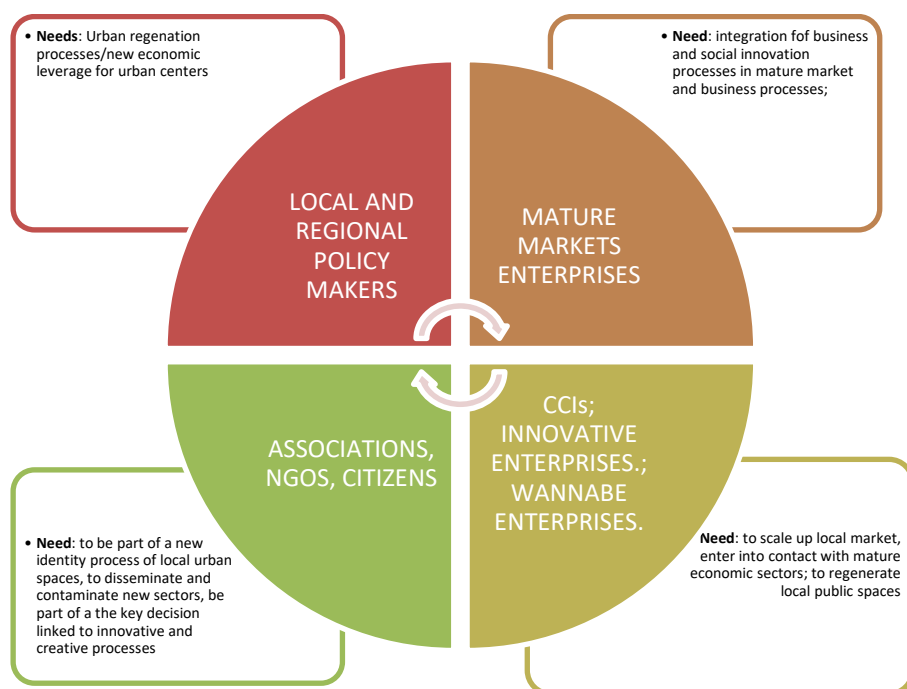 • Needs: Urban regenation
processes/new economic
leverage for urban centers
• Need: integration fof business
and social innovation
processes in mature market
and business processes;
LOCAL AND
REGIONAL
POLICY
MAKERS
MATURE
MARKETS
ENTERPRISES
ASSOCIATIONS,
NGOS, CITIZENS
CCIs;
INNOVATIVE
ENTERPRISES.;
WANNABE
ENTERPRISES.
• Need: to be part of a new
identity process of local urban
spaces, to disseminate and
contaminate new sectors, be
part of a the key decision
linked to innovative and
creative processes
Need: to scale up local market,
enter into contact with mature
economic sectors; to regenerate
local public spaces